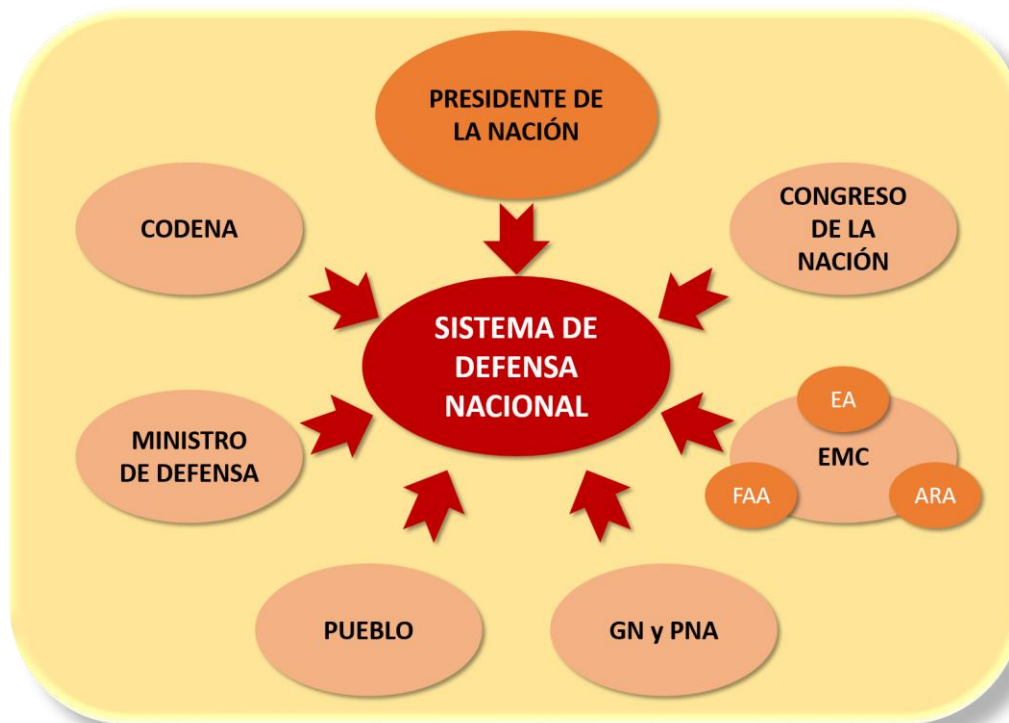 PRESIDENTE DE
LA NACIÓN
CODENA
CONGRESO
DE LA
NACIÓN
SISTEMA DE
DEFENSA
NACIONAL
MINISTRO
DE DEFENSA
EA
EMC
FAA
ARA
PUEBLO
GN y PNA